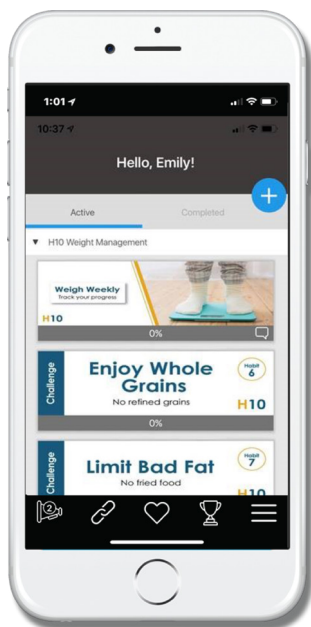 1:01
10:37
Hello, Emily!
+
Active
Completed
▼ H10 Weight Management
Weigh Weekly
Track your progress
H10
0%
Challenge
Enjoy Whole
Grains
No refined grains
Habit
6
H10
0%
Challenge
Limit Bad Fat
No fried food
Habit
7
H10
2